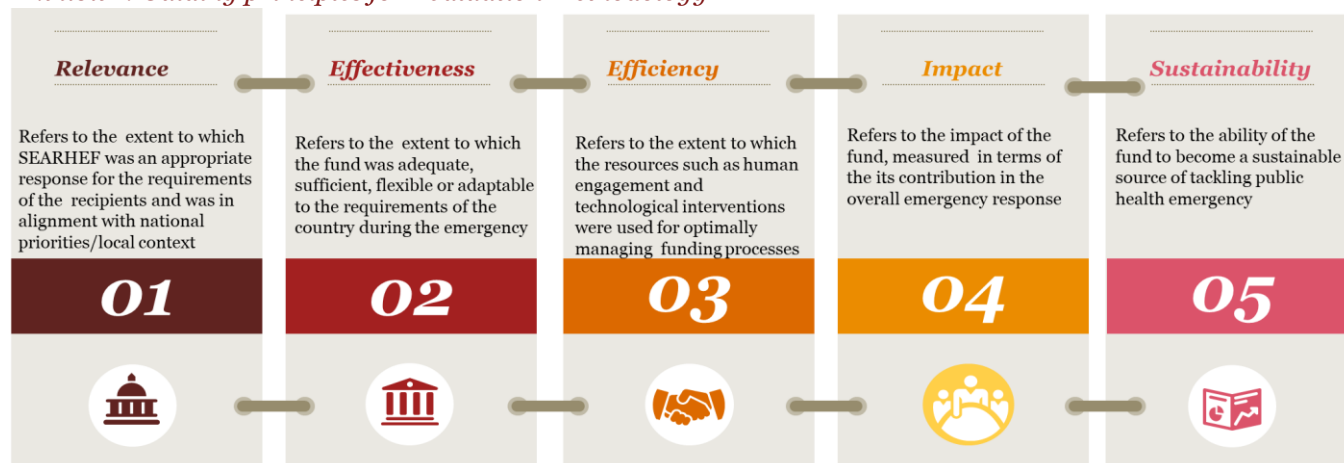 Guiding principles for Evaluation Methodology
Relevance
Refers to the extent to which
SEARHEF was an appropriate
response for the requirements
of the recipients and was in
alignment with national
priorities/local context
01
Effectiveness
Refers to the extent to which
the fund was adequate,
sufficient, flexible or adaptable
to the requirements of the
country during the emergency
02
Efficiency
Refers to the extent to which
the resources such as human
engagement and
technological interventions
were used for optimally
managing funding processes
03
Impact
Refers to the impact of the
fund, measured in terms of
the its contribution in the
overall emergency response
04
Sustainability
Refers to the ability of the
fund to become a sustainable
source of tackling public
health emergency
05